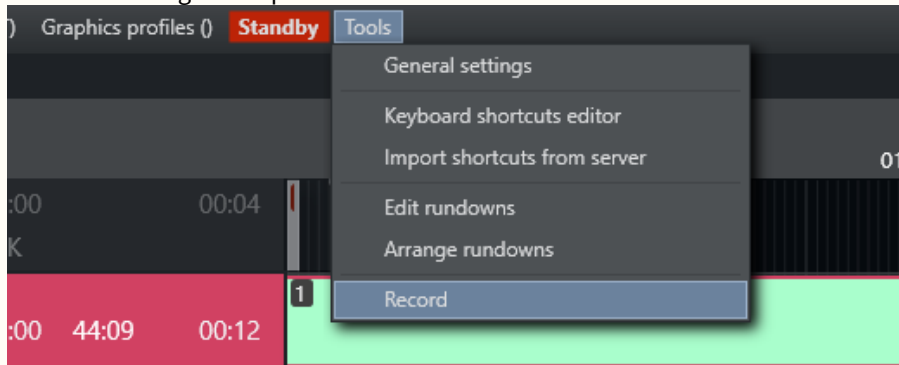 ) Graphics profiles () Standby Tools
General settings
Keyboard shortcuts editor
Import shortcuts from server
01
:00 00:04
Edit rundowns
K
Arrange rundowns
1
Record
:00 44:09 00:12